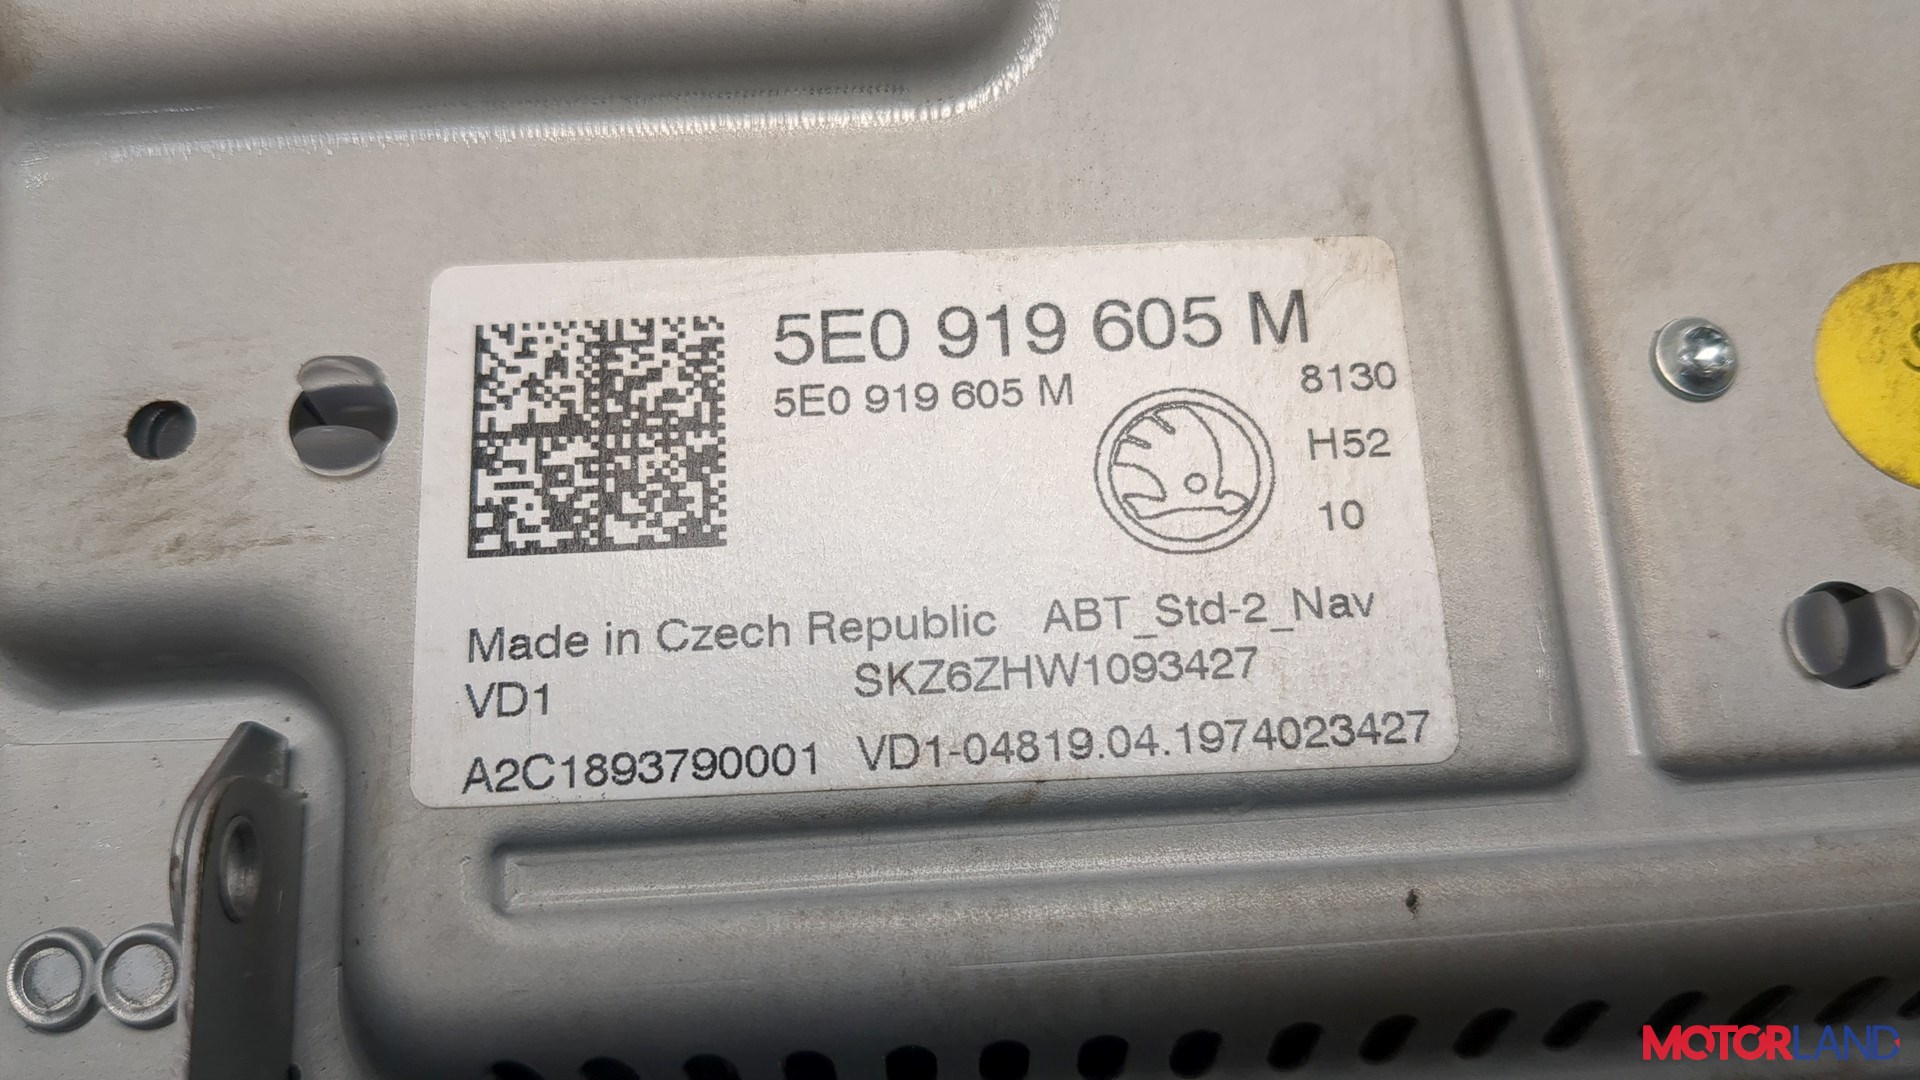 5E0 919 605 M
5E0 919 605 M
8130
H52
10
Made in Czech Republic ABT_Std-2_Nav
VD1 SKZ6ZHW1093427
A2C1893790001 VD1-04819.04.1974023427
MOTORLAND